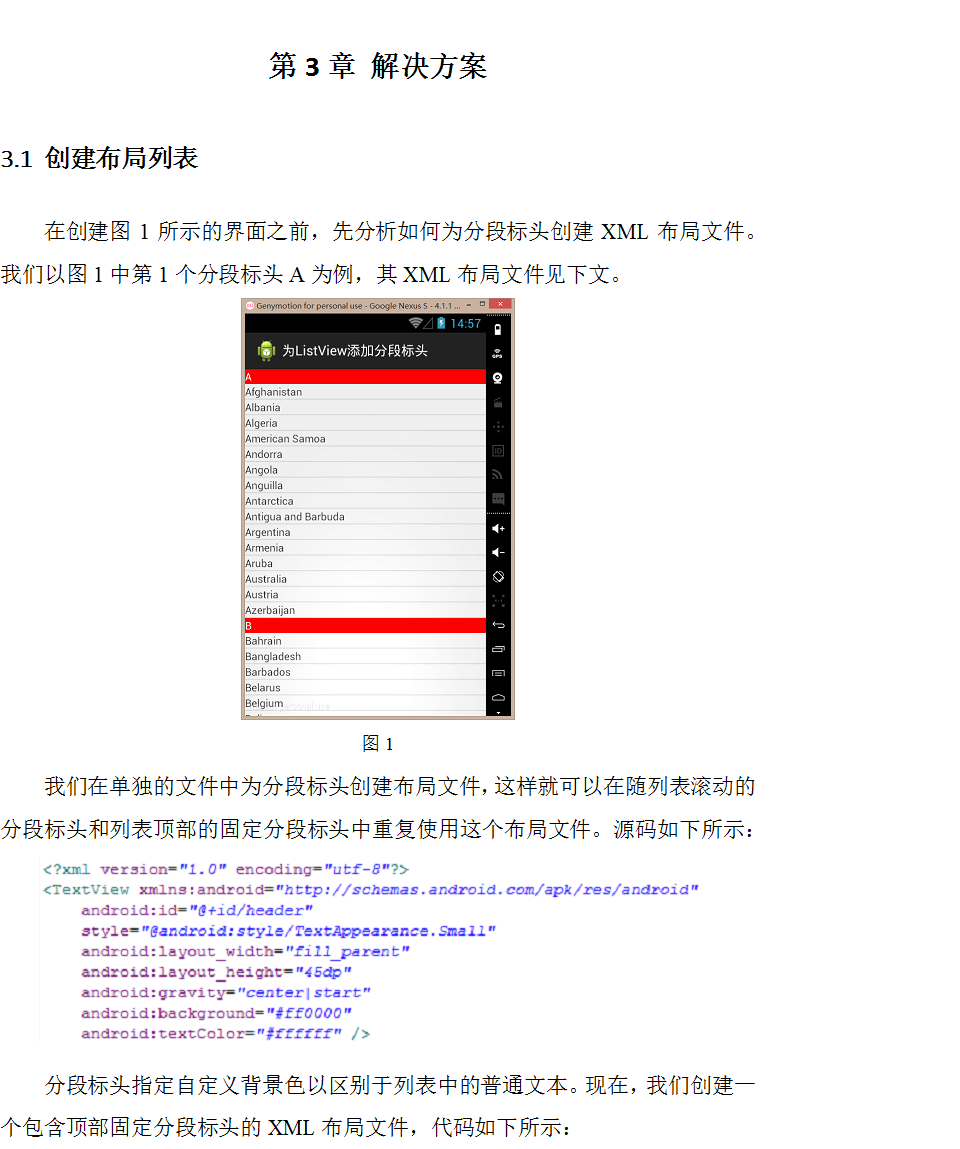 第 3 章 解决方案
3.1 创建布局列表
在创建图 1 所示的界面之前，先分析如何为分段标头创建 XML 布局文件。
我们以图 1 中第 1 个分段标头 A 为例，其 XML 布局文件见下文。
Genymotion for personal use - Google Nexus S - 4.1.1 ...
14:57
GPS
为ListView添加分段标头
A
Afghanistan
Albania
Algeria
American Samoa
Andorra
Angola
Anguilla
Antarctica
Antigua and Barbuda
Argentina
Armenia
Aruba
Australia
Austria
Azerbaijan
B
Bahrain
Bangladesh
Barbados
Belarus
Belgium
图 1
我们在单独的文件中为分段标头创建布局文件，这样就可以在随列表滚动的
分段标头和列表顶部的固定分段标头中重复使用这个布局文件。源码如下所示：
<?xml version="1.0" encoding="utf-8"?>
<TextView xmlns:android="http://schemas.android.com/apk/res/android"
android:id="@+id/header"
style="@android:style/TextAppearance.Small"
android:layout_width="fill_parent"
android:layout_height="45dp"
android:gravity="center|start"
android:background="#ff0000"
android:textColor="#ffffff" />
分段标头指定自定义背景色以区别于列表中的普通文本。现在，我们创建一
个包含顶部固定分段标头的 XML 布局文件，代码如下所示：